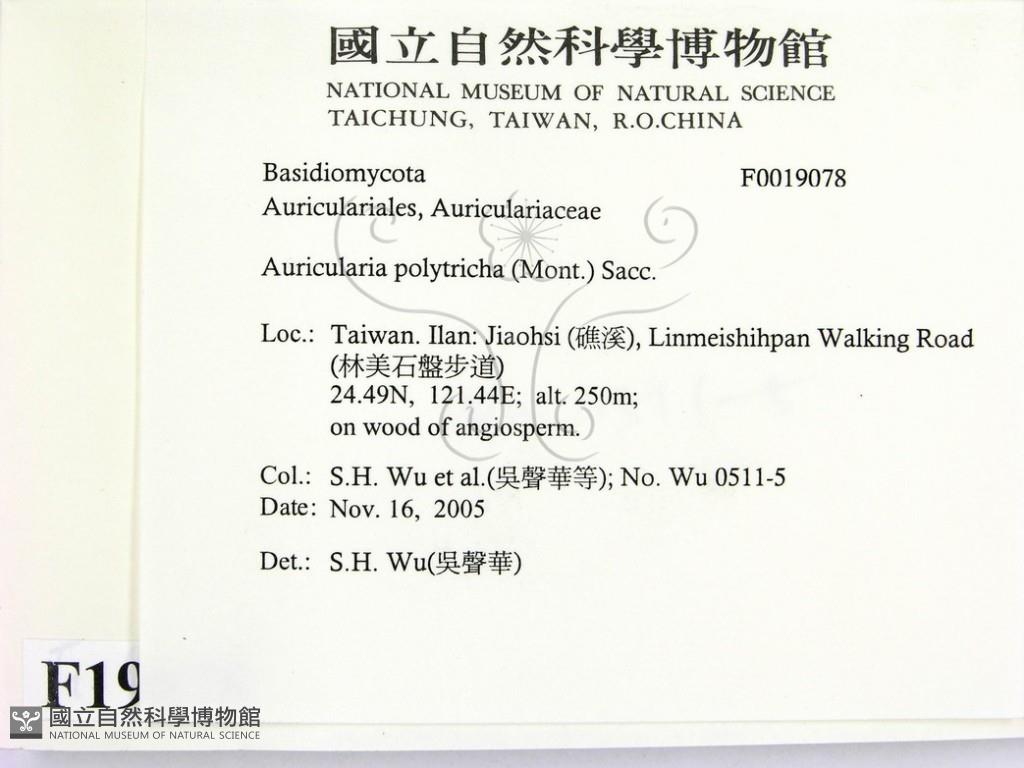 國立自然科學博物館
NATIONAL MUSEUM OF NATURAL SCIENCE
TAICHUNG, TAIWAN, R.O.CHINA
Basidiomycota F0019078
Auriculariales, Auriculariaceae
Auricularia polytricha (Mont.) Sacc.
Loc.: Taiwan. Ilan: Jiaohsi (礁溪), Linmeishihpan Walking Road
(林美石盤步道)
24.49N, 121.44E; alt. 250m;
on wood of angiosperm.
Col.: S.H. Wu et al.(吳聲華等); No. Wu 0511-5
Date: Nov. 16, 2005
Det.: S.H. Wu(吳聲華)
F19
國立自然科學博物館
NATIONAL MUSEUM OF NATURAL SCIENCE